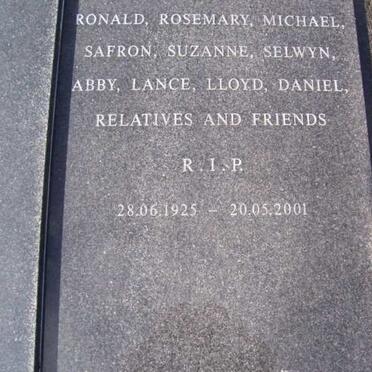 RONALD, ROSEMARY, MICHAEL,
SAFRON, SUZANNE, SELWYN,
ABBY, LANCE, LLOYD, DANIEL,
RELATIVES AND FRIENDS
R.I.P.
28.06.1925 – 20.05.2001